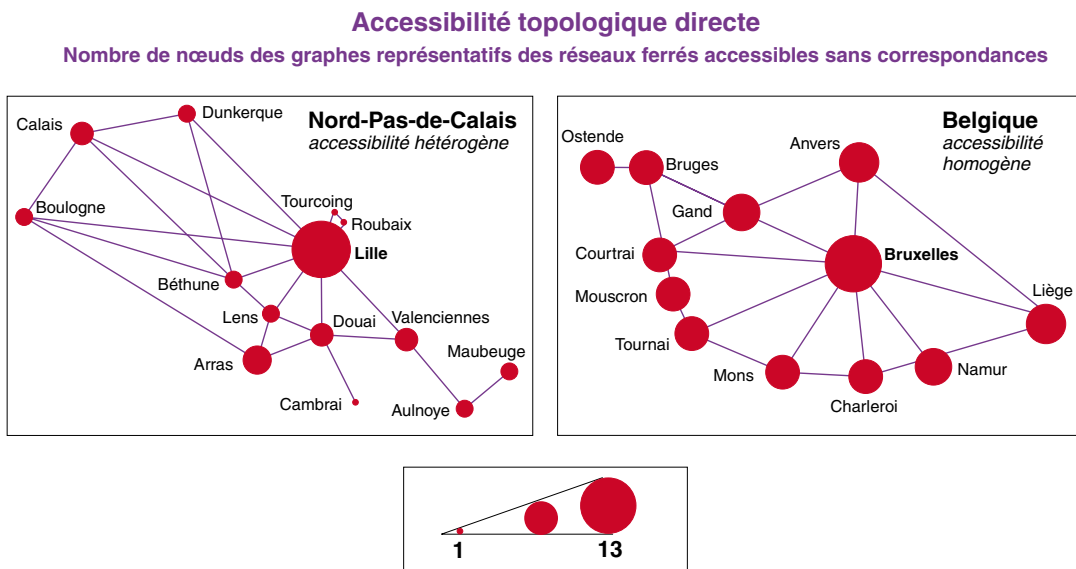 Accessibilité topologique directe
Nombre de nœuds des graphes représentatifs des réseaux ferrés accessibles sans correspondances
Nord-Pas-de-Calais
accessibilité hétérogène
Dunkerque
Calais
Tourcoing
Roubaix
Boulogne
Lille
Béthune
Lens
Douai
Valenciennes
Arras
Maubeuge
Cambrai
Aulnoye
Belgique
accessibilité
homogène
Ostende
Anvers
Bruges
Gand
Courtrai
Bruxelles
Mouscron
Liège
Tournai
Mons
Namur
Charleroi
1
13